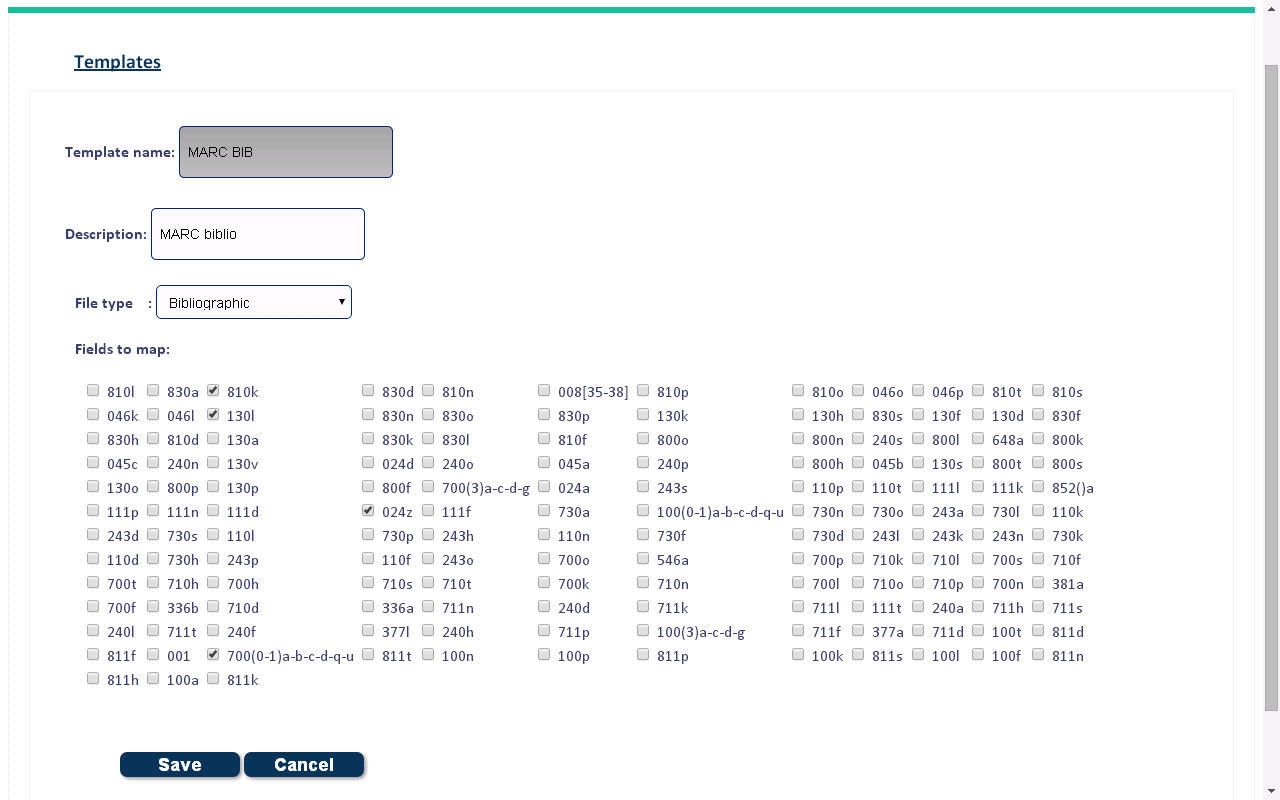 Templates
Template name: MARC BIB
Description: MARC biblio
File type : Bibliographic
Fields to map:
810l 830a 810k 830d 810n 008[35-38] 810p 810o 046o 046p 810t 810s
046k 046l 130l 830n 830o 830p 130k 130h 830s 130f 130d 830f
830h 810d 130a 830k 830l 810f 800o 800n 240s 800l 648a 800k
045c 240n 130v 024d 240o 045a 240p 800h 045b 130s 800t 800s
130o 800p 130p 800f 700(3)a-c-d-g 024a 243s 110p 110t 111l 111k 852()a
111p 111n 111d 024z 111f 730a 100(0-1)a-b-c-d-q-u 730n 730o 243a 730l 110k
243d 730s 110l 730p 243h 110n 730f 730d 243l 243k 243n 730k
110d 730h 243p 110f 243o 700o 546a 700p 710k 710l 700s 710f
700t 710h 700h 710s 710t 700k 710n 700l 710o 710p 700n 381a
700f 336b 710d 336a 711n 240d 711k 711l 111t 240a 711h 711s
240l 711t 240f 377l 240h 711p 100(3)a-c-d-g 711f 377a 711d 100t 811d
811f 001 700(0-1)a-b-c-d-q-u 811t 100n 100p 811p 100k 811s 100l 100f 811n
811h 100a 811k
Save Cancel